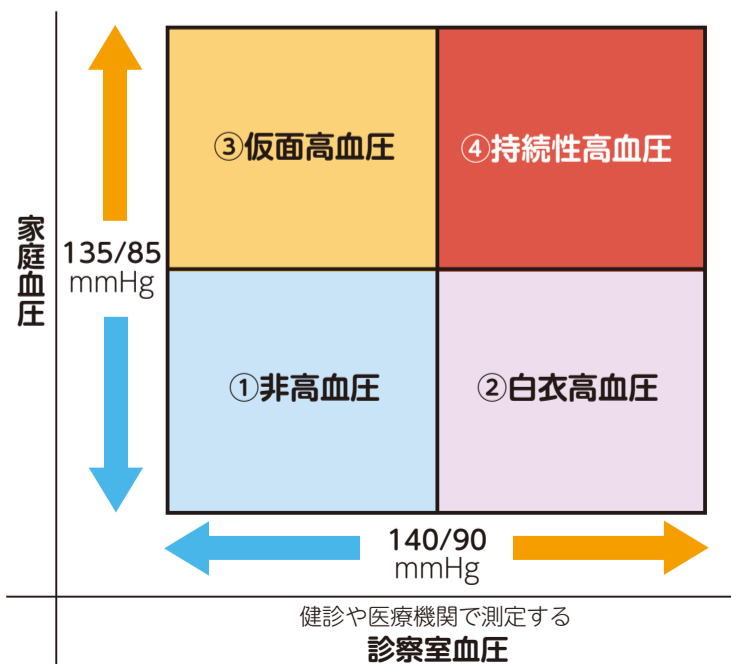 ③仮面高血圧
④持続性高血圧
家庭血圧
135/85
mmHg
①非高血圧
②白衣高血圧
140/90
mmHg
健診や医療機関で測定する
診察室血圧